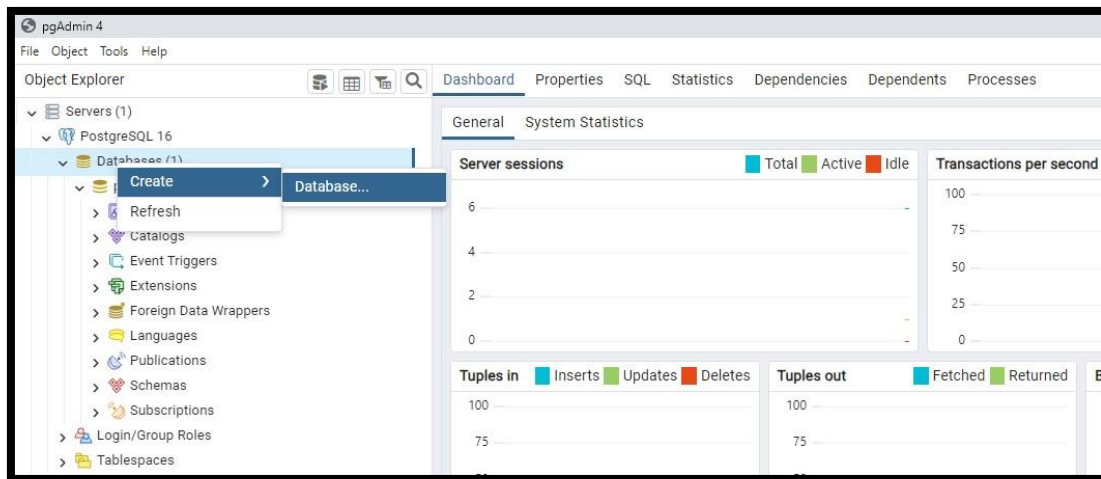 pgAdmin 4
File Object Tools Help
Object Explorer
Servers (1)
PostgreSQL 16
Databases (1)
Create
Database...
Refresh
Catalogs
Event Triggers
Extensions
Foreign Data Wrappers
Languages
Publications
Schemas
Subscriptions
Login/Group Roles
Tablespaces
Dashboard Properties SQL Statistics Dependencies Dependents Processes
General System Statistics
Server sessions Total Active Idle
6
4
2
0
Transactions per second
100
75
50
25
0
Tuples in Inserts Updates Deletes
100
75
Tuples out Fetched Returned
100
75